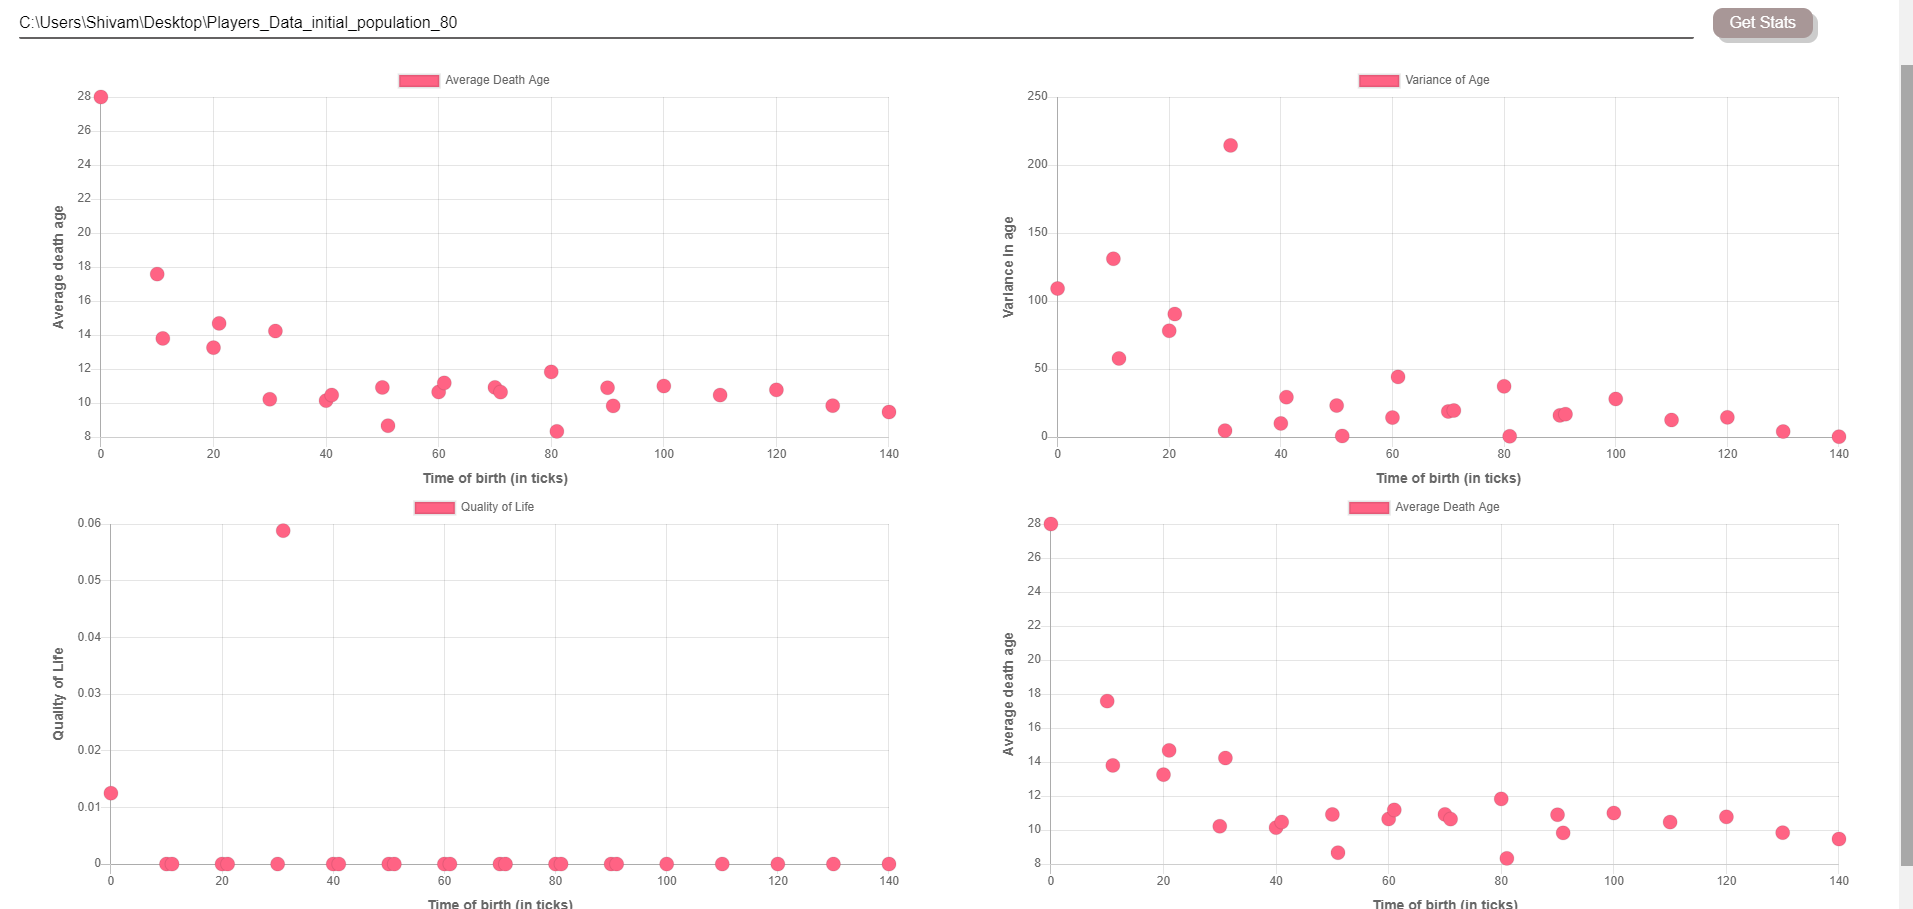 C:\Users\Shivam\Desktop\Players_Data_initial_population_80
Get Stats
Average Death Age
28
26
24
22
20
18
16
14
12
10
8
Average death age
0 20 40 60 80 100 120 140
Time of birth (in ticks)
Variance of Age
250
200
150
100
50
0
Variance in age
0 20 40 60 80 100 120 140
Time of birth (in ticks)
Quality of Life
0.06
0.05
0.04
0.03
0.02
0.01
0
Quality of Life
0 20 40 60 80 100 120 140
Time of birth (in ticks)
Average Death Age
28
26
24
22
20
18
16
14
12
10
8
Average death age
0 20 40 60 80 100 120 140
Time of birth (in ticks)